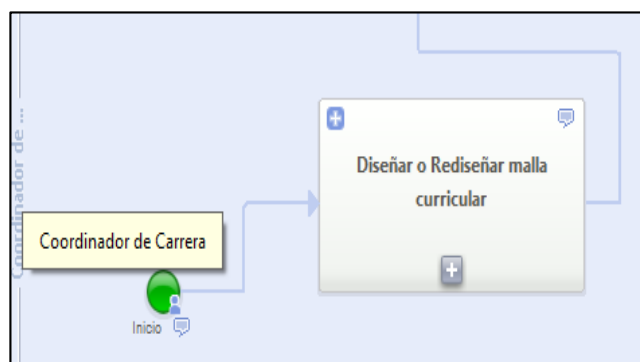 Coordinador de ...
Diseñar o Rediseñar malla
curricular
Coordinador de Carrera
Inicio